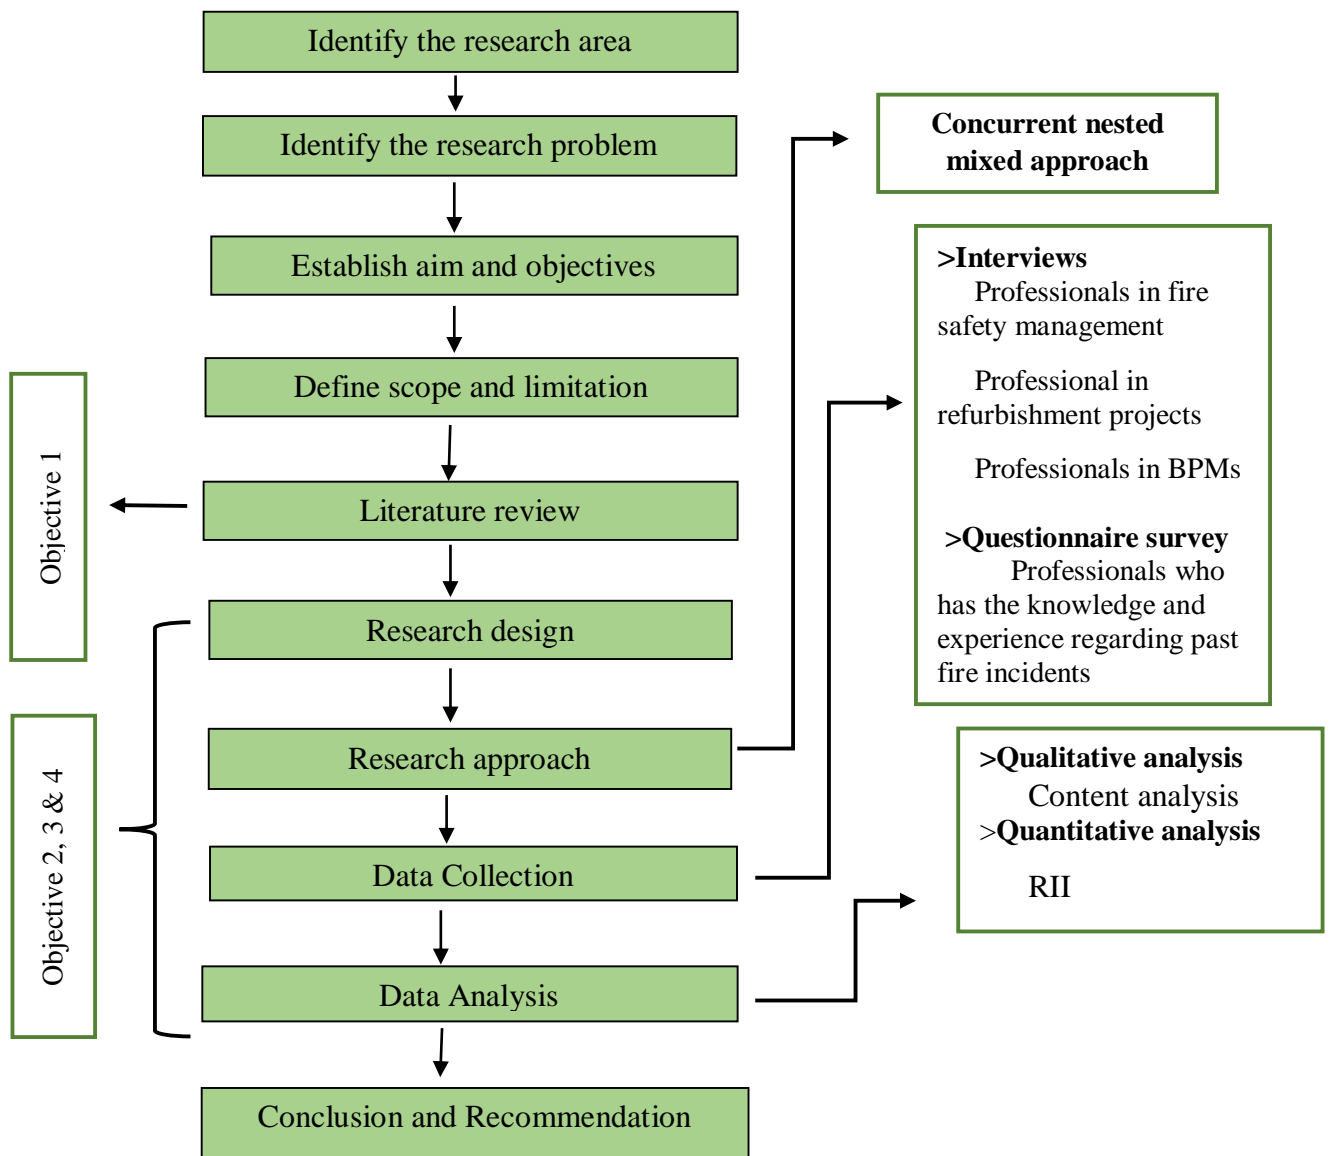 Identify the research area
Identify the research problem
Establish aim and objectives
Define scope and limitation
Literature review
Research design
Research approach
Data Collection
Data Analysis
Conclusion and Recommendation
Objective 1
Objective 2, 3 & 4
Concurrent nested
mixed approach
>Interviews
Professionals in fire
safety management
Professional in
refurbishment projects
Professionals in BPMs
>Questionnaire survey
Professionals who
has the knowledge and
experience regarding past
fire incidents
>Qualitative analysis
Content analysis
>Quantitative analysis
RII